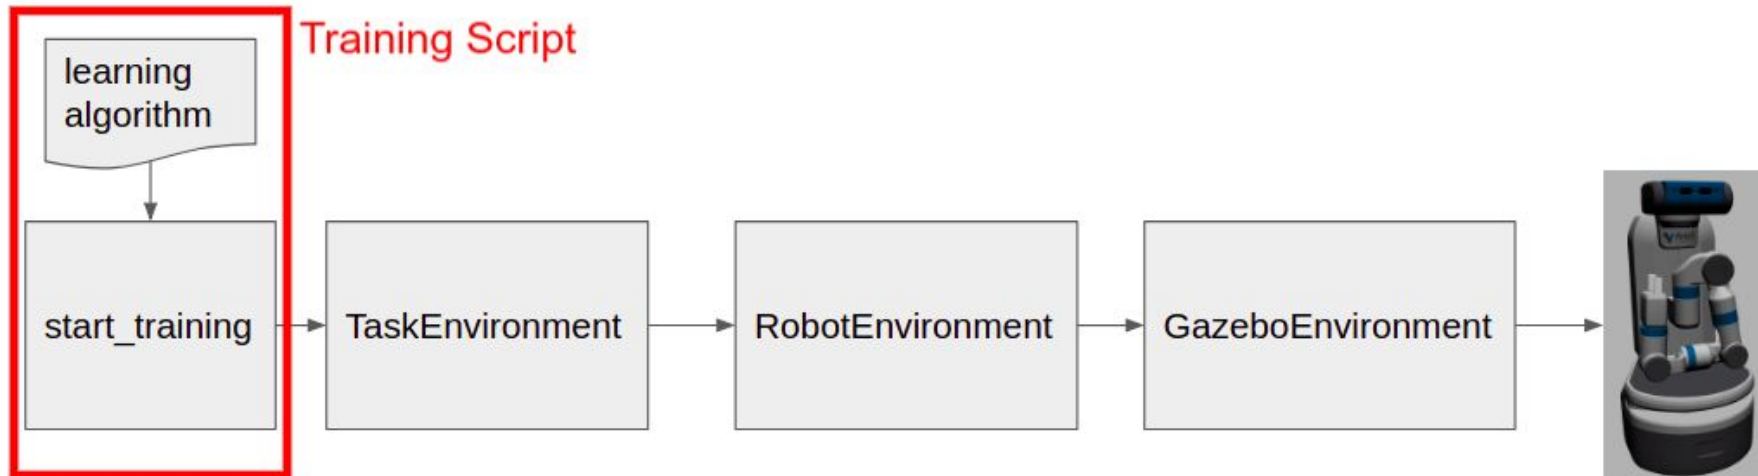 Training Script
learning
algorithm
start_training
TaskEnvironment
RobotEnvironment
GazeboEnvironment